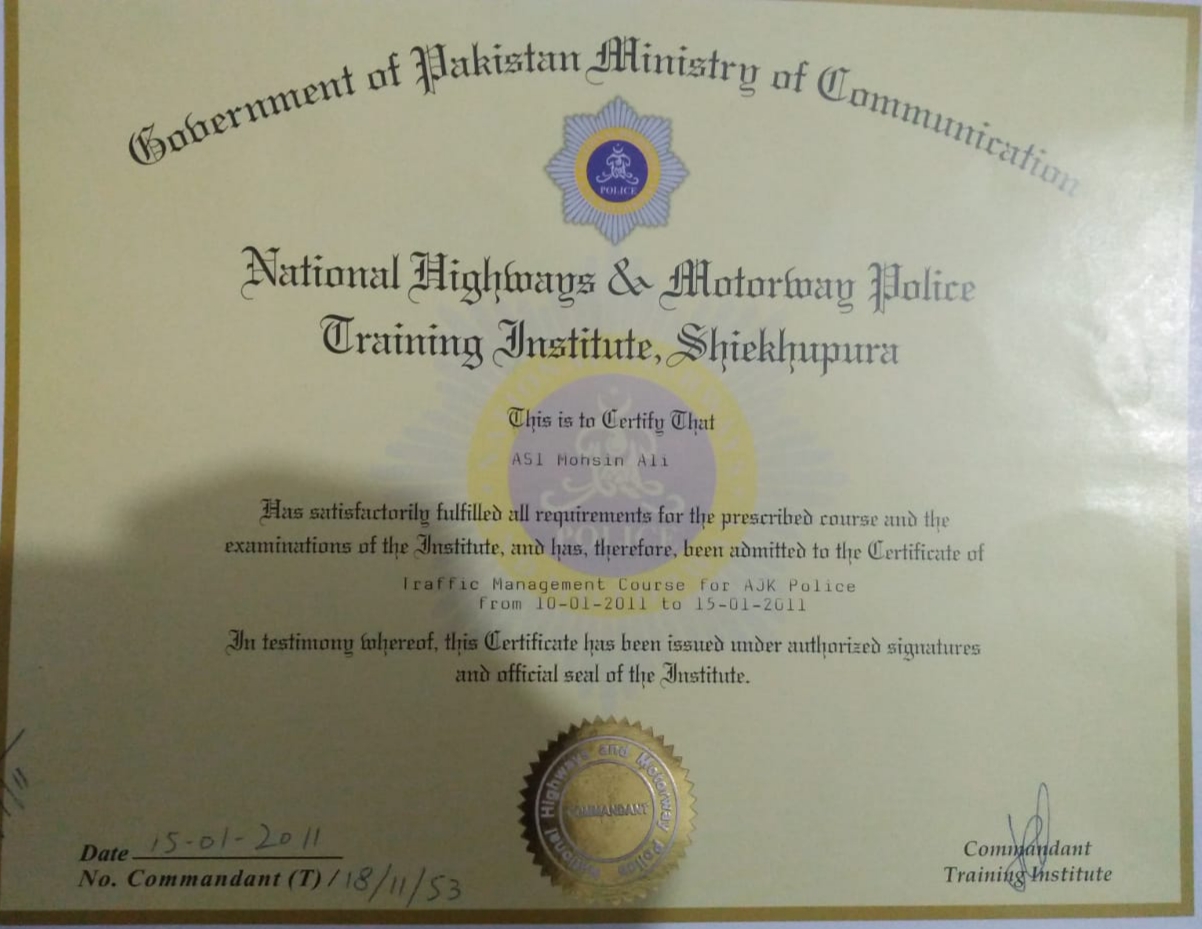 Government of Pakistan Ministry of Communication
POLICE
National Highways & Motorway Police
Training Institute, Shiekhupura
This is to Certify That
ASI Mohsin Ali
Has satisfactorily fulfilled all requirements for the prescribed course and the
examinations of the Institute, and has, therefore, been admitted to the Certificate of
Traffic Management Course for AJK Police
from 10-01-2011 to 15-01-2011
In testimony whereof, this Certificate has been issued under authorized signatures
and official seal of the Institute.
National Highways and Motorway Police
COMMANDANT
Date 15-01-2011
No. Commandant (T)/18/11/53
Commandant
Training Institute